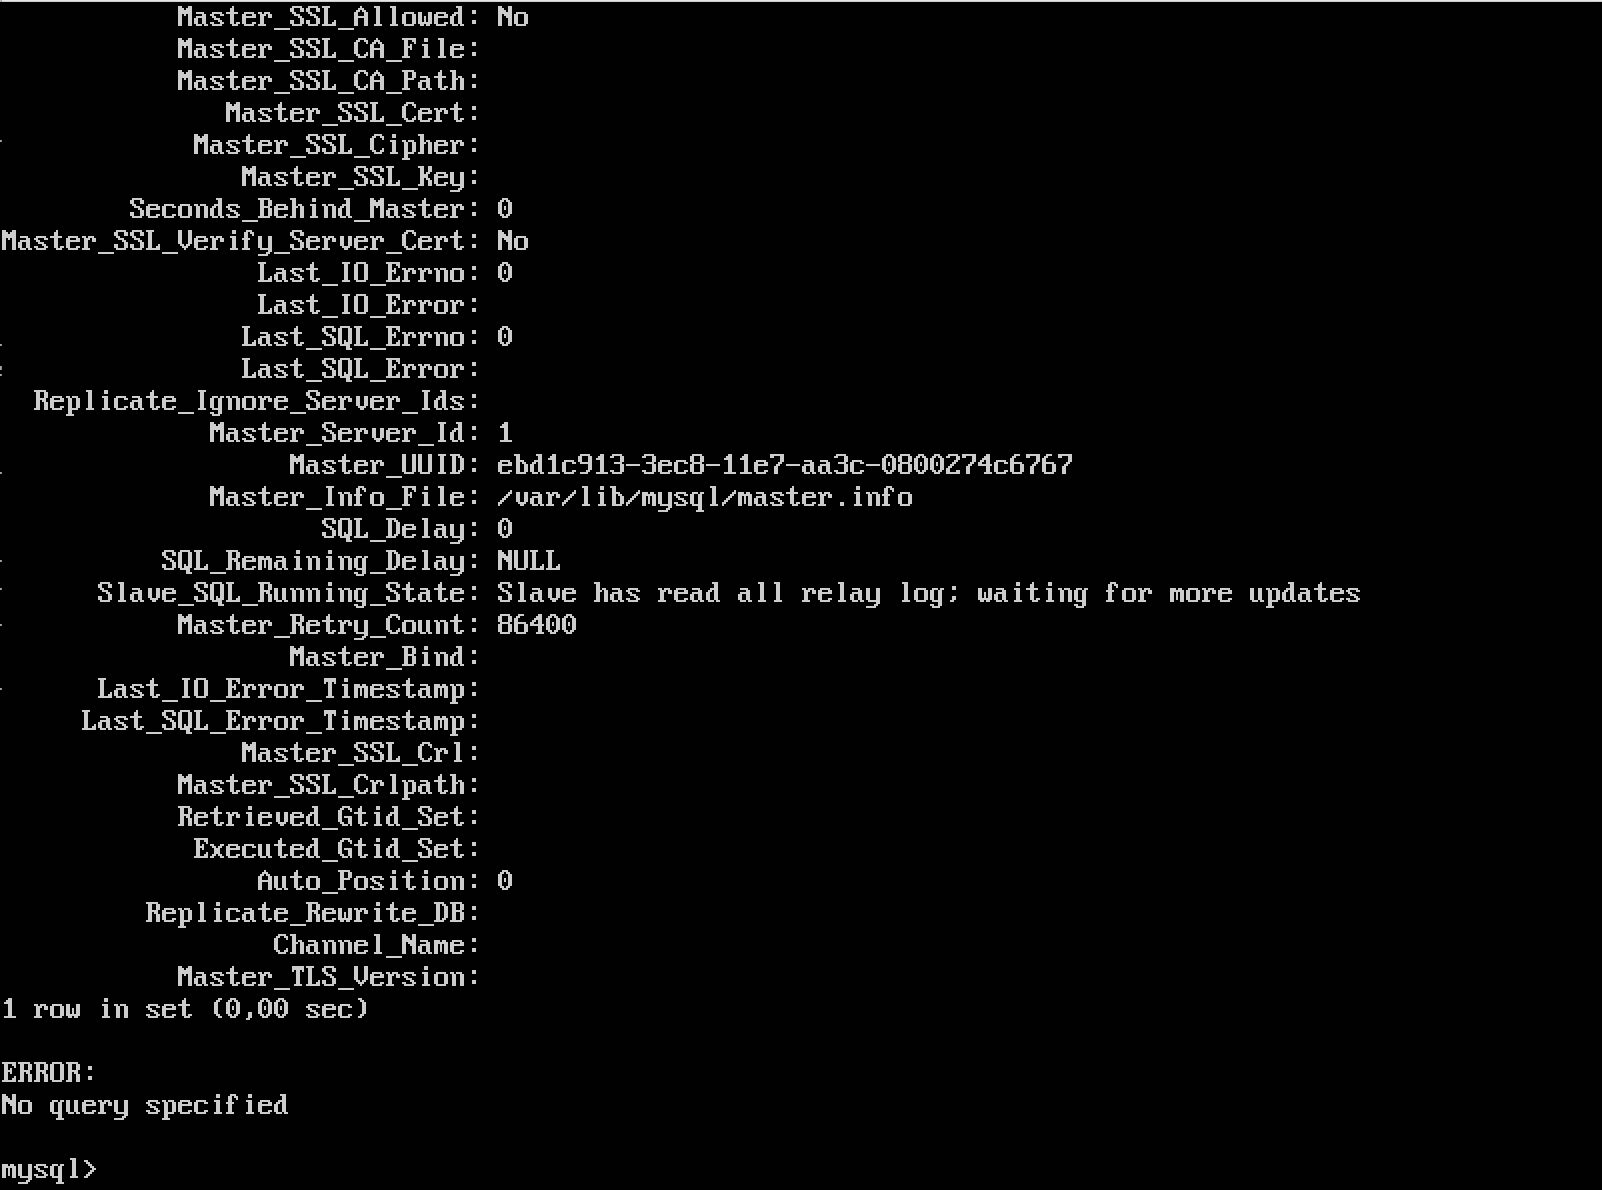 Master_SSL_Allowed: No
Master_SSL_CA_File:
Master_SSL_CA_Path:
Master_SSL_Cert:
Master_SSL_Cipher:
Master_SSL_Key:
Seconds_Behind_Master: 0
Master_SSL_Verify_Server_Cert: No
Last_IO_Errno: 0
Last_IO_Error:
Last_SQL_Errno: 0
Last_SQL_Error:
Replicate_Ignore_Server_Ids:
Master_Server_Id: 1
Master_UUID: ebd1c913-3ec8-11e7-aa3c-0800274c6767
Master_Info_File: /var/lib/mysql/master.info
SQL_Delay: 0
SQL_Remaining_Delay: NULL
Slave_SQL_Running_State: Slave has read all relay log; waiting for more updates
Master_Retry_Count: 86400
Master_Bind:
Last_IO_Error_Timestamp:
Last_SQL_Error_Timestamp:
Master_SSL_Crl:
Master_SSL_Crlpath:
Retrieved_Gtid_Set:
Executed_Gtid_Set:
Auto_Position: 0
Replicate_Rewrite_DB:
Channel_Name:
Master_TLS_Version:
1 row in set (0,00 sec)
ERROR:
No query specified
mysql>